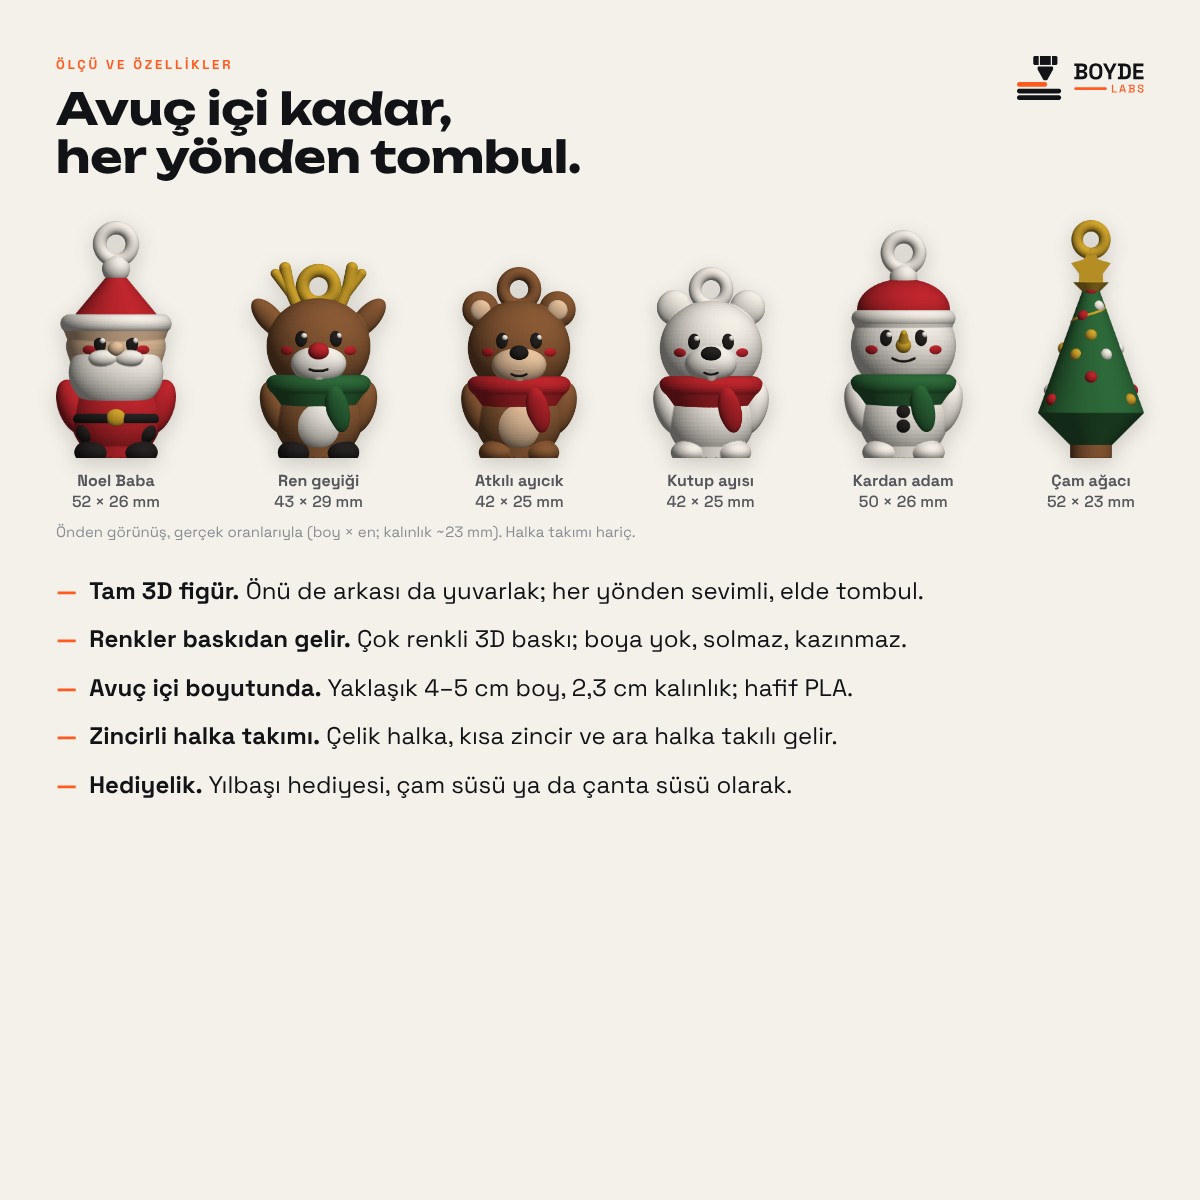 ÖLÇÜ VE ÖZELLİKLER
Avuç içi kadar,
her yönden tombul.
BOYDE
LABS
Noel Baba
52 × 26 mm
Ren geyiği
43 × 29 mm
Atkılı ayıcık
42 × 25 mm
Kutup ayısı
42 × 25 mm
Kardan adam
50 × 26 mm
Çam ağacı
52 × 23 mm
Önden görünüş, gerçek oranlarıyla (boy × en; kalınlık ~23 mm). Halka takımı hariç.
— Tam 3D figür. Önü de arkası da yuvarlak; her yönden sevimli, elde tombul.
— Renkler baskıdan gelir. Çok renkli 3D baskı; boya yok, solmaz, kazınmaz.
— Avuç içi boyutunda. Yaklaşık 4–5 cm boy, 2,3 cm kalınlık; hafif PLA.
— Zincirli halka takımı. Çelik halka, kısa zincir ve ara halka takılı gelir.
— Hediyelik. Yılbaşı hediyesi, çam süsü ya da çanta süsü olarak.